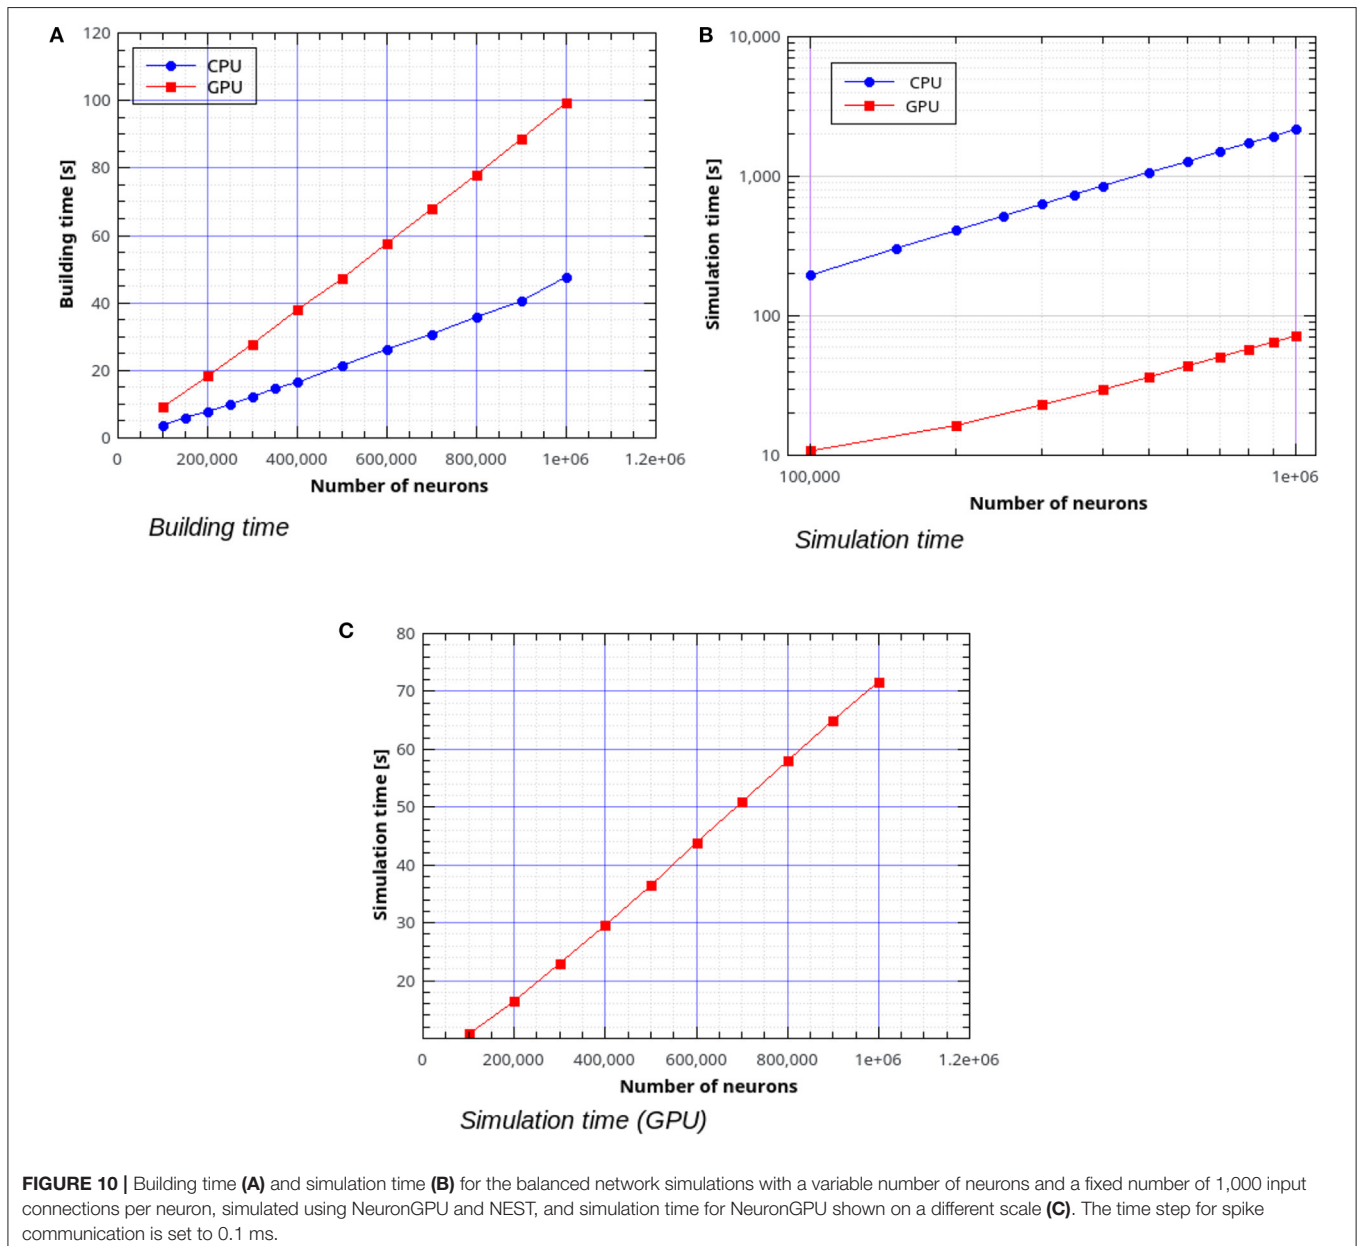 A
120
100
80
60
40
20
0
CPU
GPU
Building time [s]
0 200,000 400,000 600,000 800,000 1e+06 1.2e+06
Number of neurons
Building time
B
10,000
1,000
100
10
CPU
GPU
Simulation time [s]
100,000 1e+06
Number of neurons
Simulation time
C
80
70
60
50
40
30
20
Simulation time [s]
0 200,000 400,000 600,000 800,000 1e+06 1.2e+06
Number of neurons
Simulation time (GPU)
FIGURE 10 | Building time (A) and simulation time (B) for the balanced network simulations with a variable number of neurons and a fixed number of 1,000 input
connections per neuron, simulated using NeuronGPU and NEST, and simulation time for NeuronGPU shown on a different scale (C). The time step for spike
communication is set to 0.1 ms.